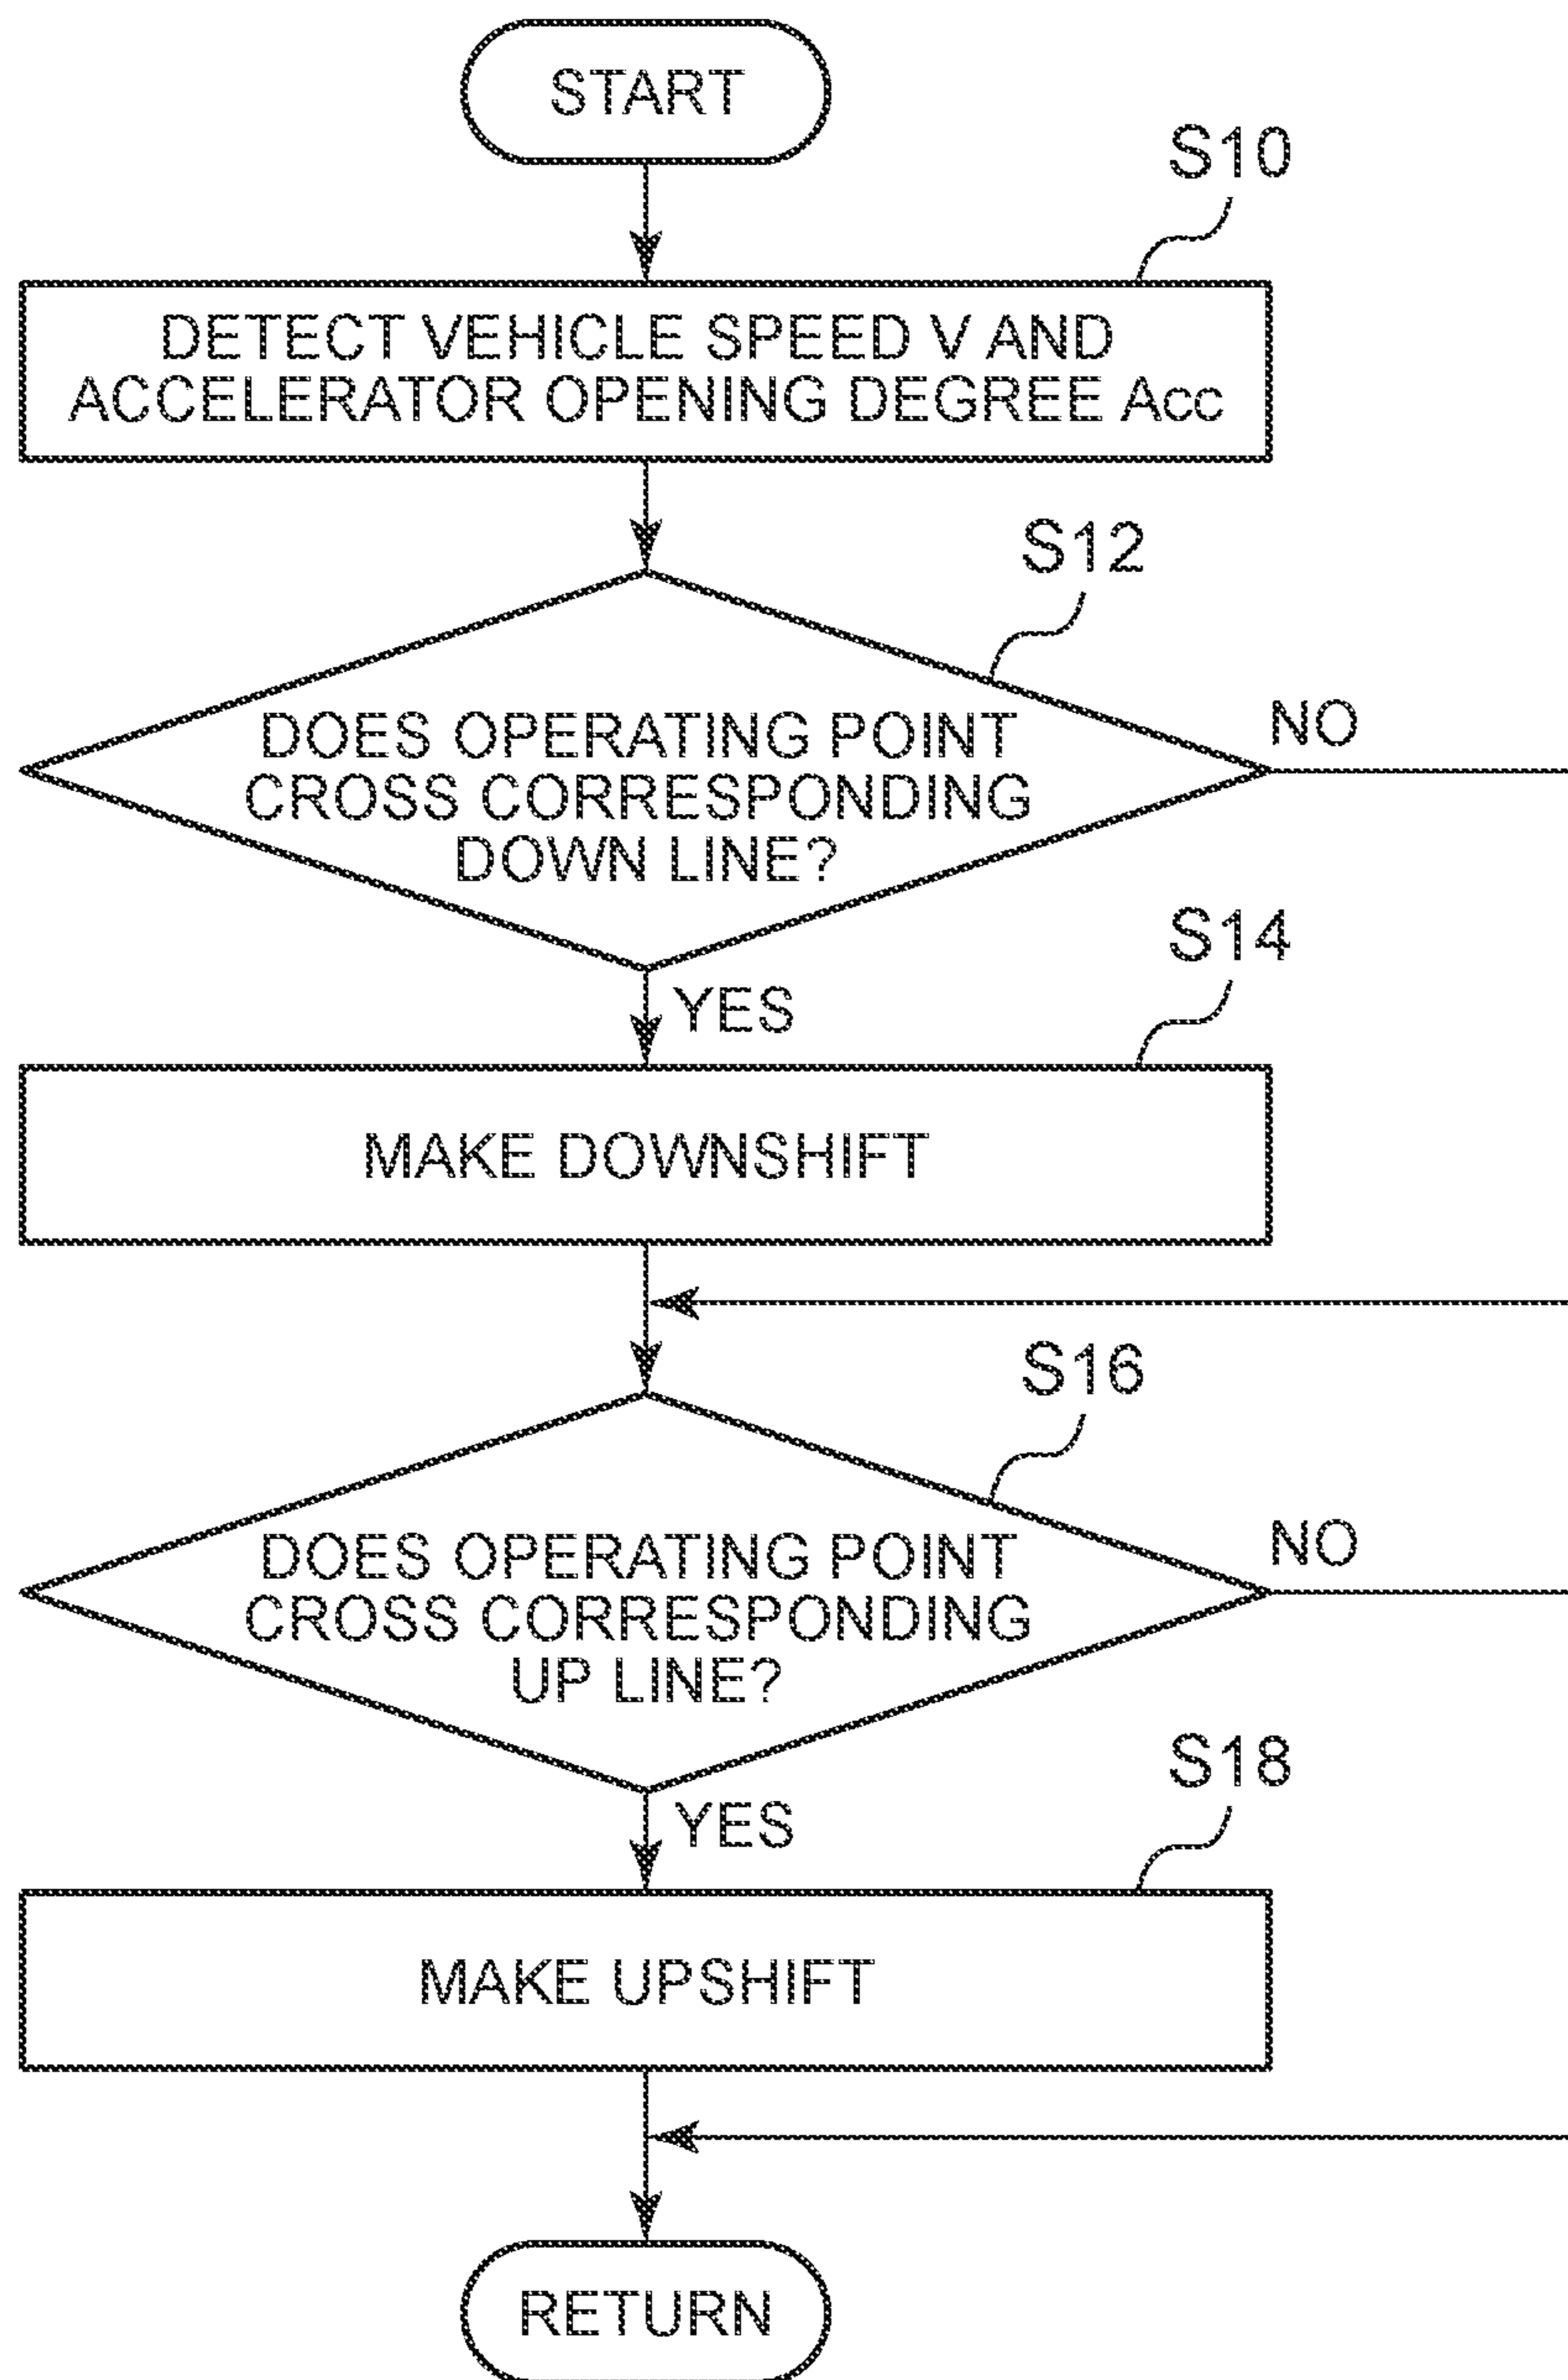 START
S10
DETECT VEHICLE SPEED V AND
ACCELERATOR OPENING DEGREE Acc
S12
DOES OPERATING POINT
CROSS CORRESPONDING
DOWN LINE?
NO
YES
S14
MAKE DOWNSHIFT
S16
DOES OPERATING POINT
CROSS CORRESPONDING
UP LINE?
NO
YES
S18
MAKE UPSHIFT
RETURN